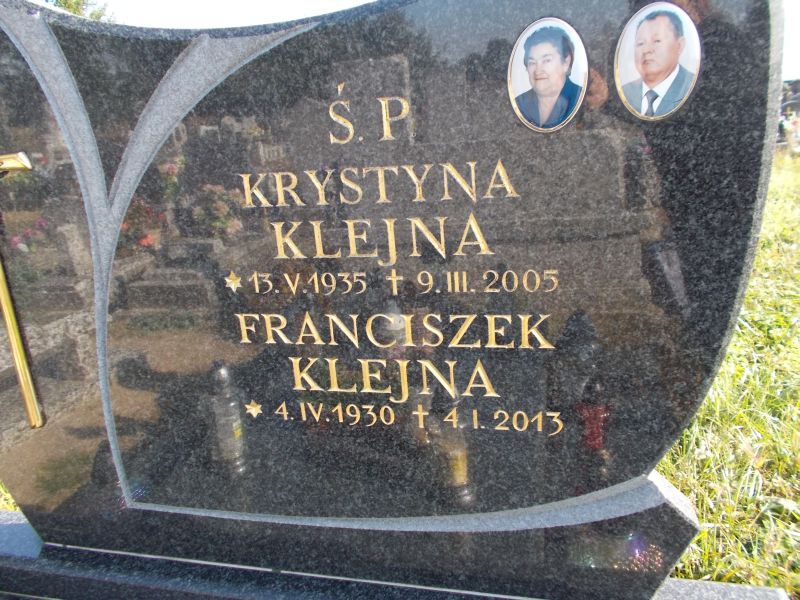 Ś.P
KRYSTYNA
KLEJNA
* 13.V.1935 ✝ 9.III.2005
FRANCISZEK
KLEJNA
* 4.IV.1930 ✝ 4.I.2013